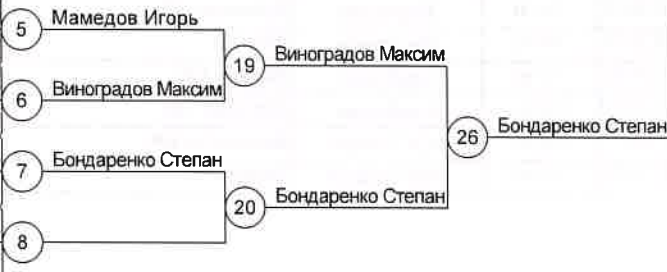 5 Мамедов Игорь
19 Виноградов Максим
6 Виноградов Максим
26 Бондаренко Степан
7 Бондаренко Степан
20 Бондаренко Степан
8